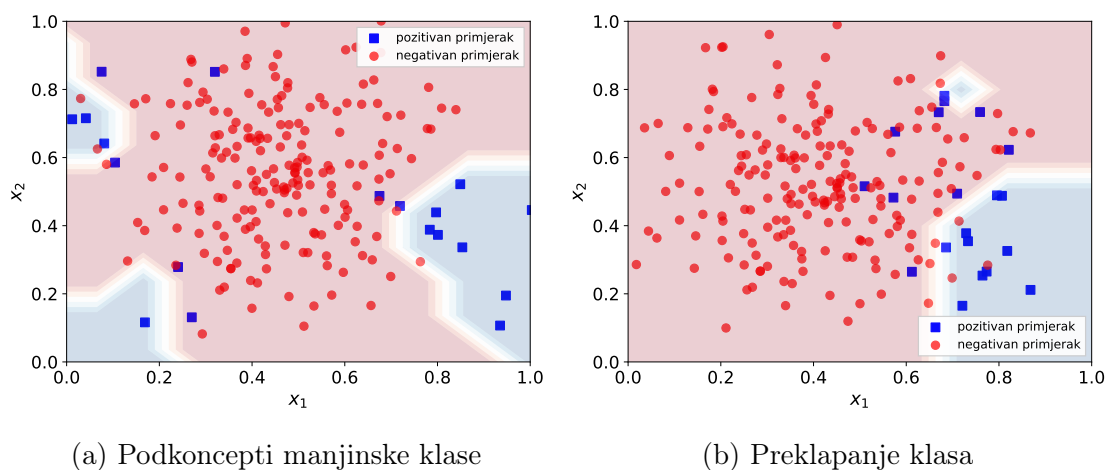 1.0
0.8
0.6
0.4
0.2
0.0
x2
0.0 0.2 0.4 0.6 0.8 1.0
x1
pozitivan primjerak
negativan primjerak
(a) Podkoncepti manjinske klase
1.0
0.8
0.6
0.4
0.2
0.0
x2
0.0 0.2 0.4 0.6 0.8 1.0
x1
pozitivan primjerak
negativan primjerak
(b) Preklapanje klasa